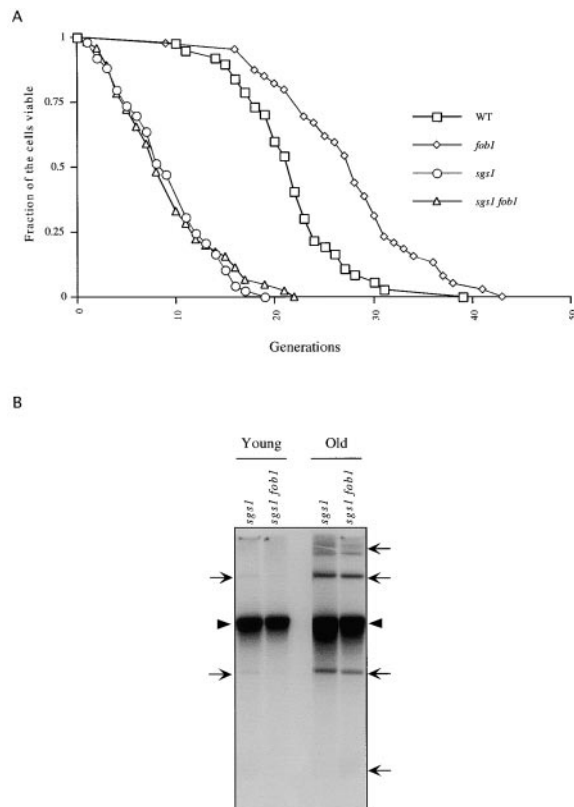 A
1
0.75
0.5
0.25
0
Fraction of the cells viable
WT
fob1
sgs1
sgs1 fob1
0
10
20
30
40
50
Generations
B
Young
Old
sgs1
sgs1 fob1
sgs1
sgs1 fob1